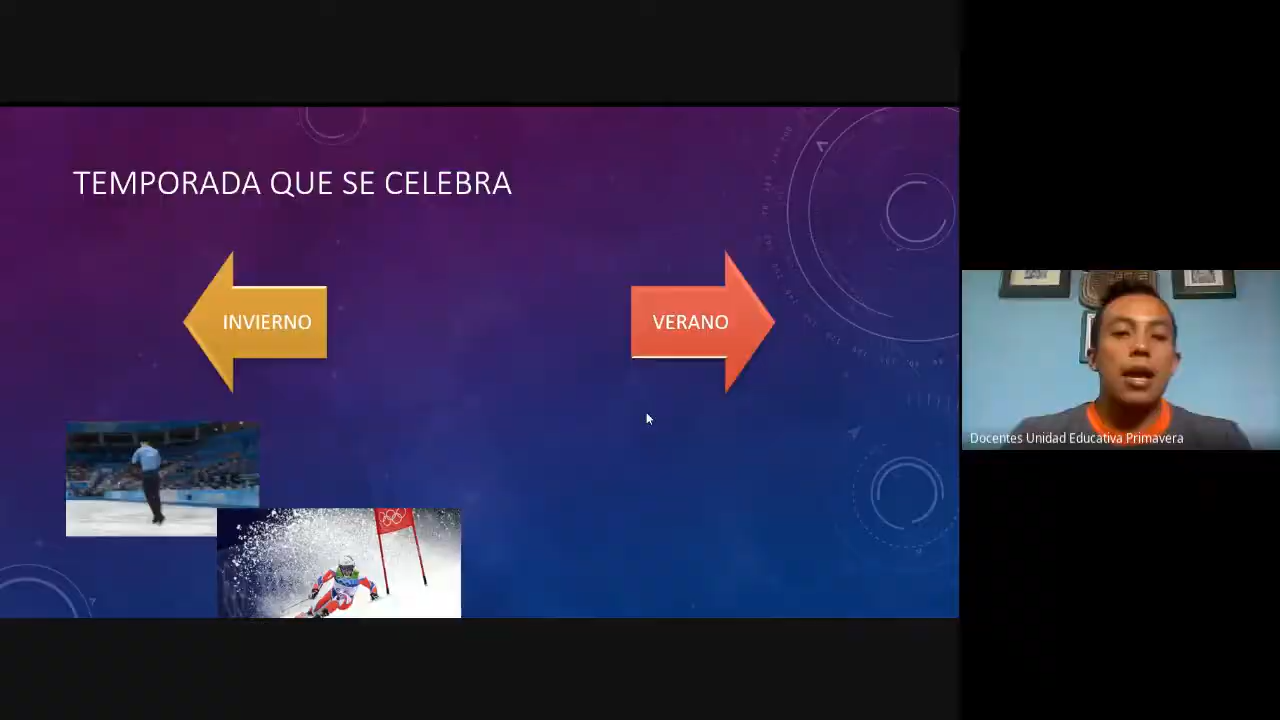 TEMPORADA QUE SE CELEBRA
INVIERNO
VERANO
Docentes Unidad Educativa Primavera